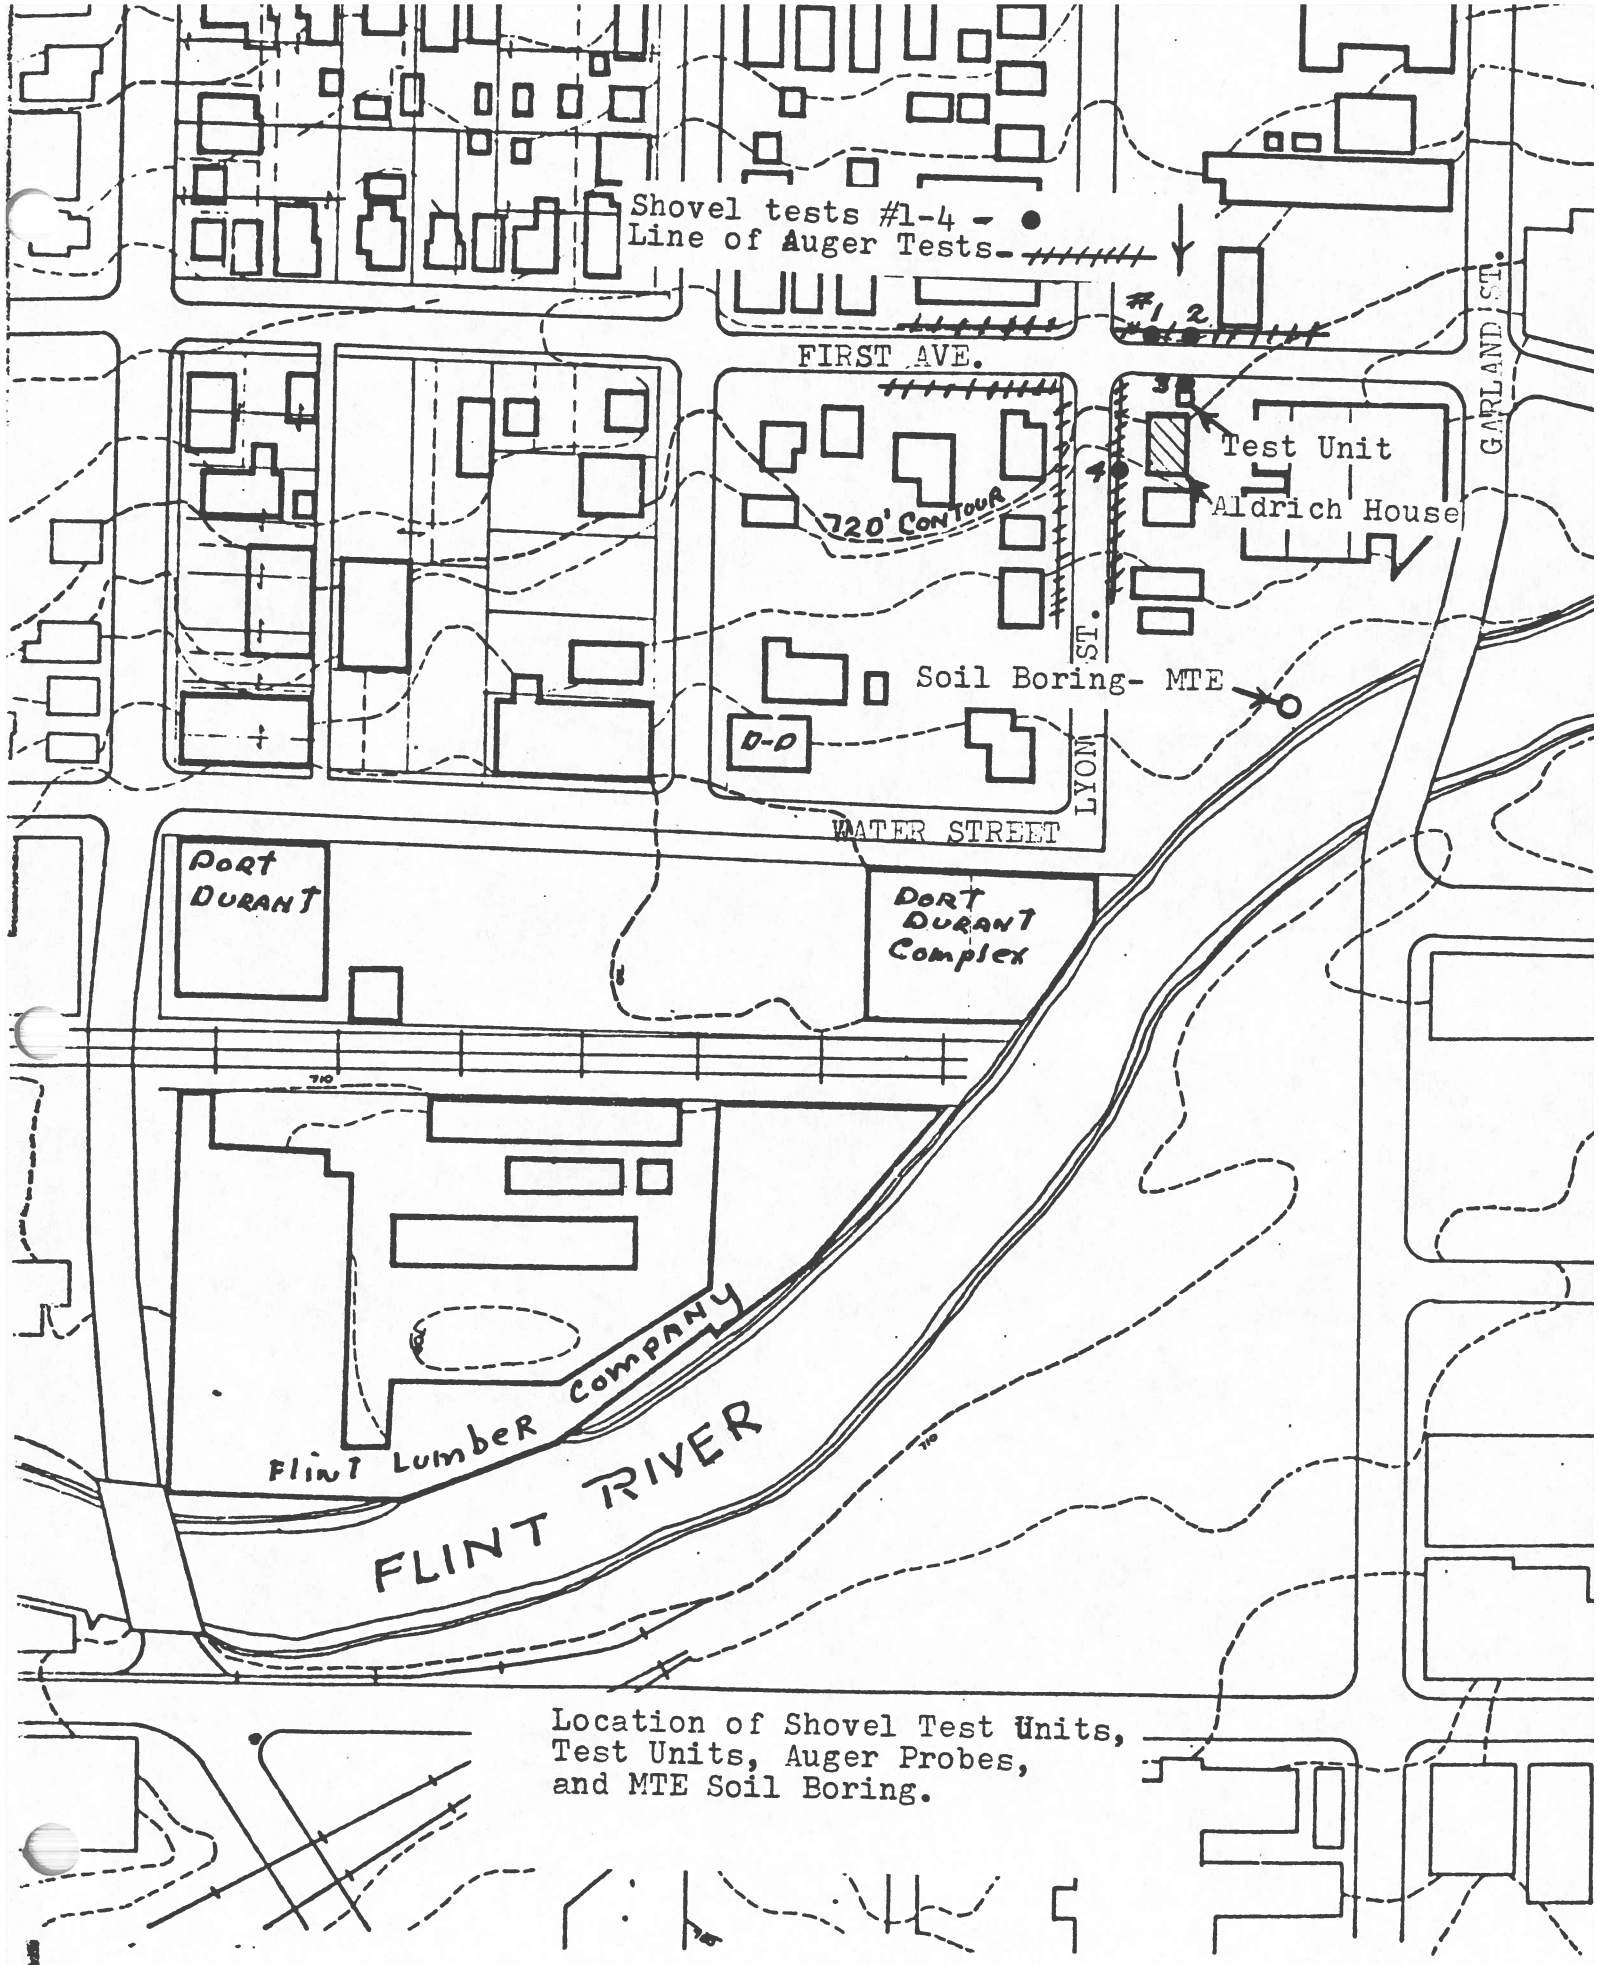 Shovel tests #1-4 -
Line of Auger Tests-
GARLAND ST.
#1 2
FIRST AVE.
3
Test Unit
4
Aldrich House
720' CONTOUR
LYON ST.
Soil Boring- MTE
D-D
WATER STREET
DORT
DURANT
DORT
DURANT
Complex
710
Flint Lumber Company
FLINT RIVER
710
Location of Shovel Test Units,
Test Units, Auger Probes,
and MTE Soil Boring.